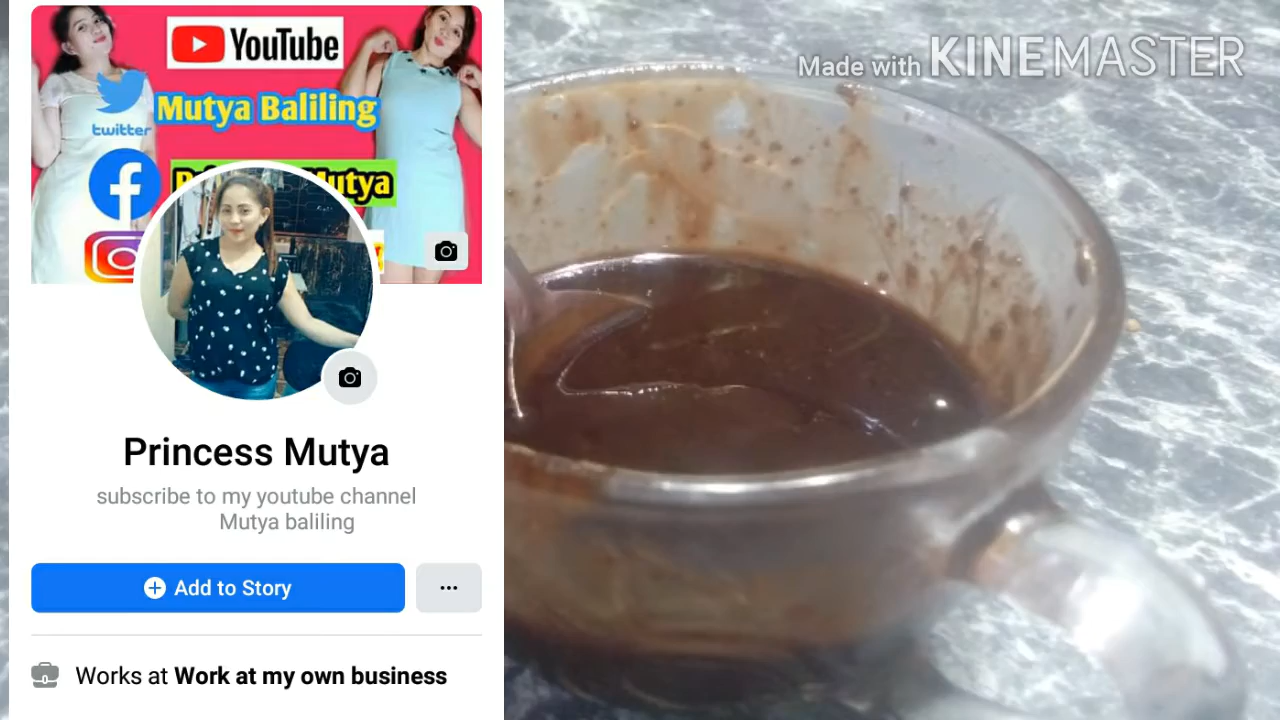 YouTube
Mutya Baliling
twitter
Mutya
Princess Mutya
subscribe to my youtube channel
Mutya baliling
Add to Story
Works at Work at my own business
Made with KINEMASTER